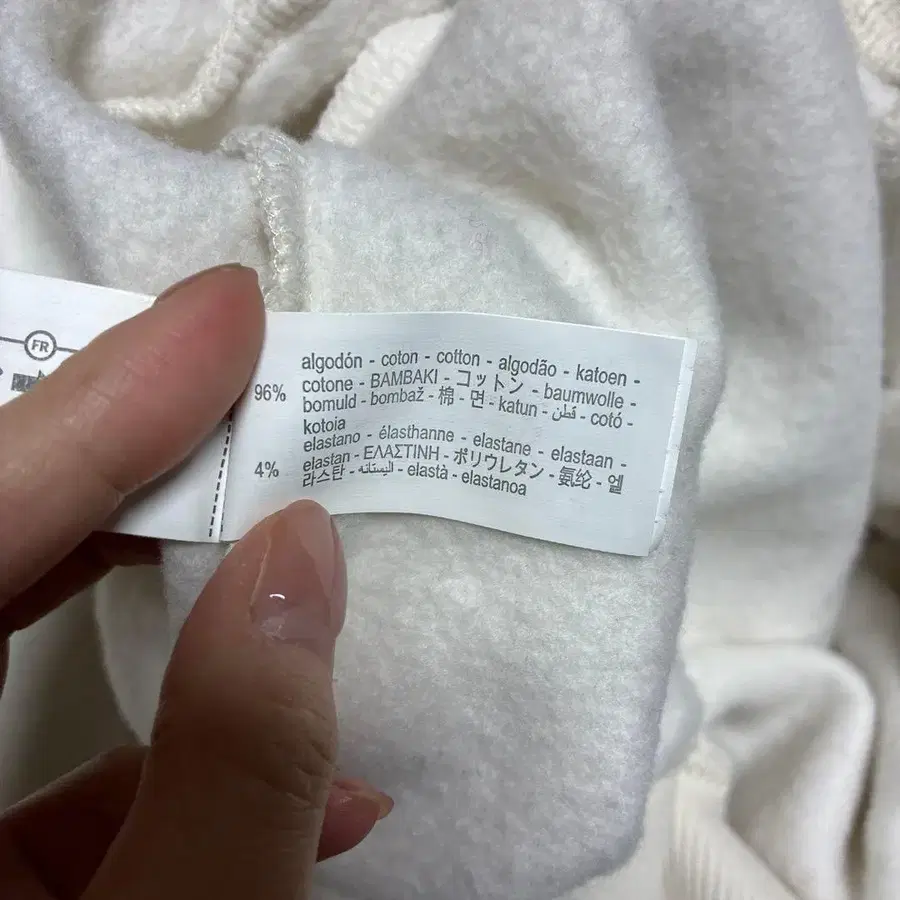 FR
96%
algodón - coton - cotton - algodão - katoen -
cotone - BAMBAKI - コットン - baumwolle -
bomuld - bombaž - 棉 - 면 - katun - قطن - cotó -
kotoia
4%
elastano - élasthanne - elastane - elastaan -
elastan - ΕΛΑΣΤΙΝΗ - ポリウレタン - 氨纶 - 엘
라스탄 - اليستانه - elastà - elastanoa